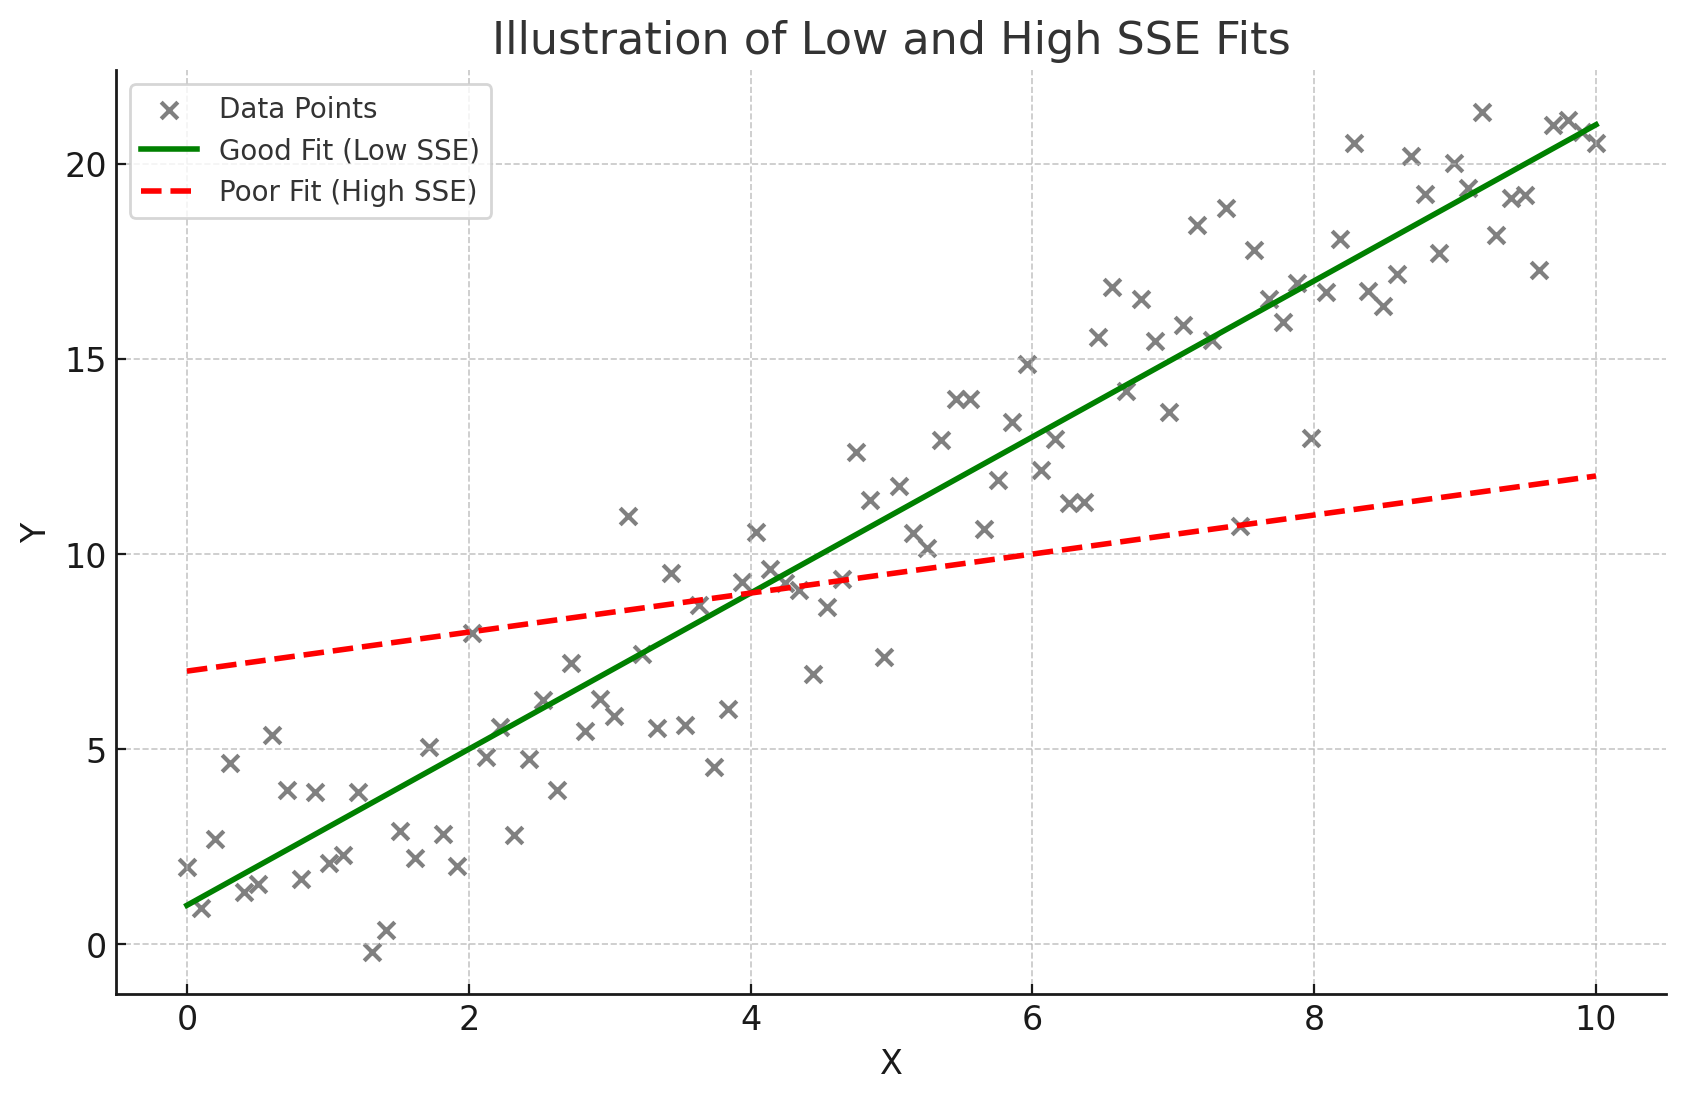 Illustration of Low and High SSE Fits
Data Points
Good Fit (Low SSE)
Poor Fit (High SSE)
20
15
10
5
0
Y
0 2 4 6 8 10
X